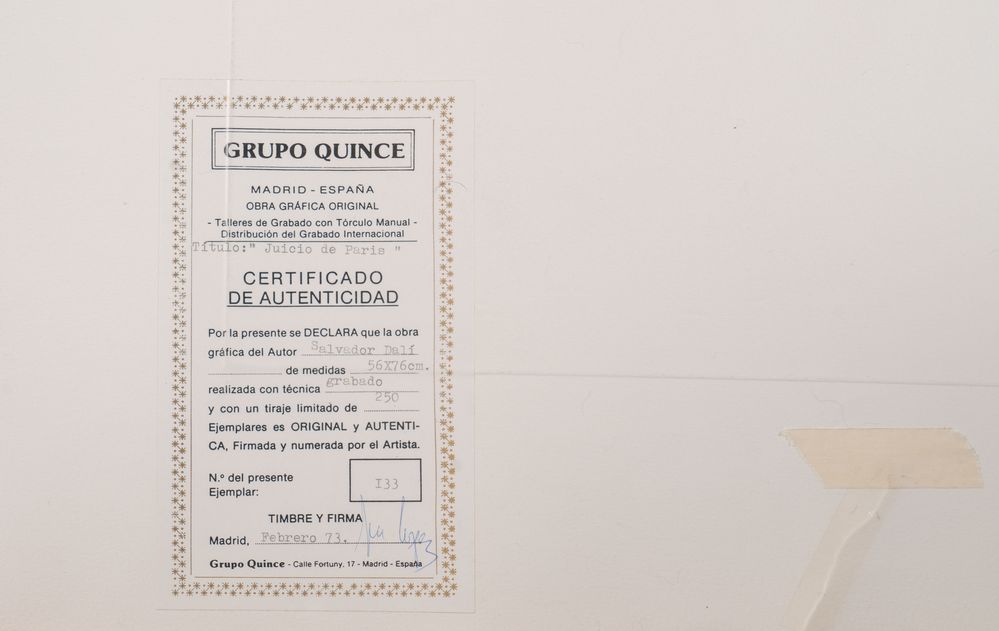 GRUPO QUINCE
MADRID - ESPAÑA
OBRA GRÁFICA ORIGINAL
- Talleres de Grabado con Tórculo Manual -
Distribución del Grabado Internacional
Título:" Juicio de Paris "
CERTIFICADO
DE AUTENTICIDAD
Por la presente se DECLARA que la obra
gráfica del Autor Salvador Dalí
de medidas 56X76cm.
realizada con técnica grabado
y con un tiraje limitado de 250
Ejemplares es ORIGINAL y AUTENTI-
CA, Firmada y numerada por el Artista.
N.º del presente
Ejemplar: I33
TIMBRE Y FIRMA
Madrid, Febrero 73.
Grupo Quince - Calle Fortuny, 17 - Madrid - España